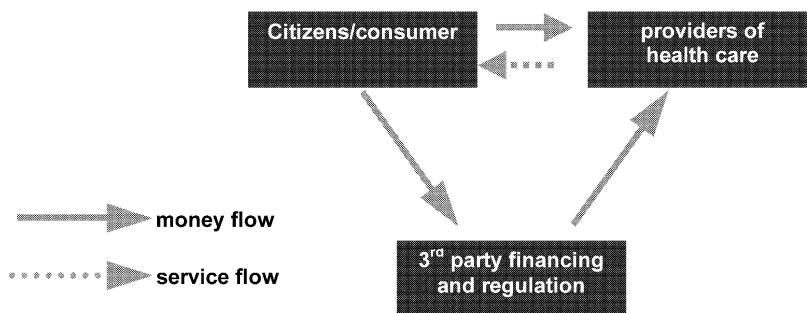 Citizens/consumer
providers of
health care
money flow
service flow
3rd party financing
and regulation